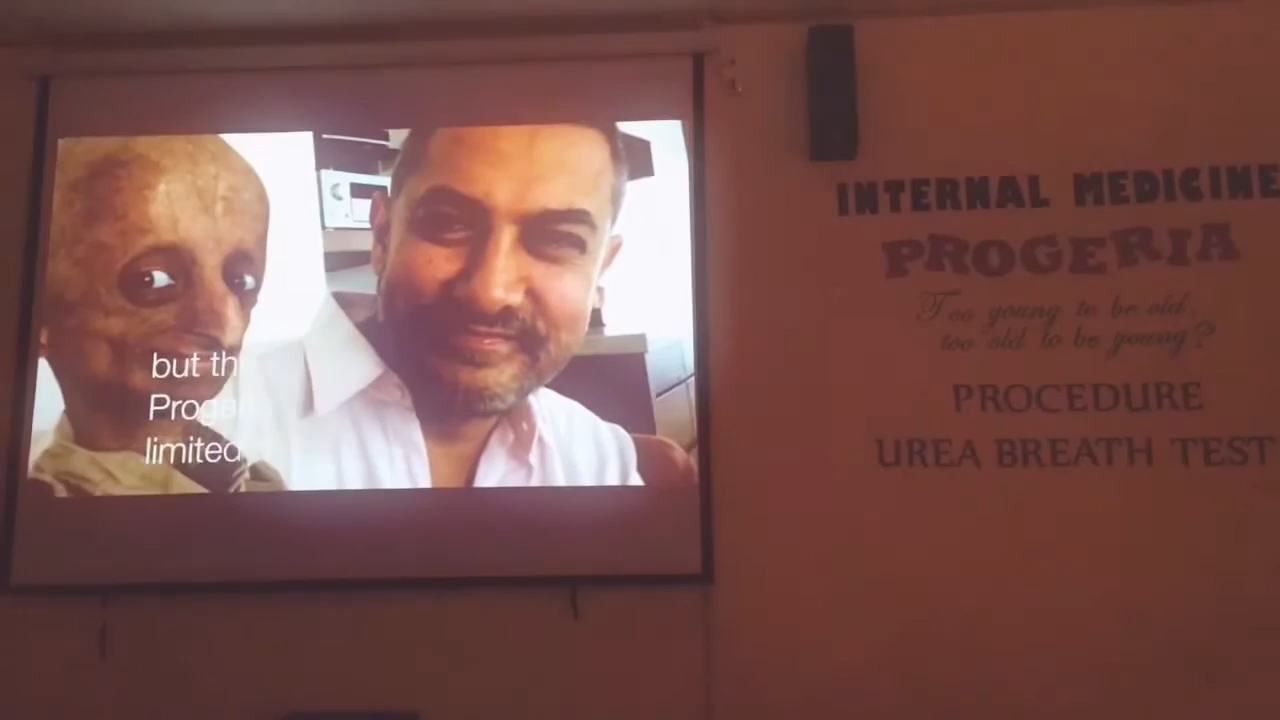 but th
Proger
limited
INTERNAL MEDICINE
PROGERIA
Too young to be old,
too old to be young?
PROCEDURE
UREA BREATH TEST